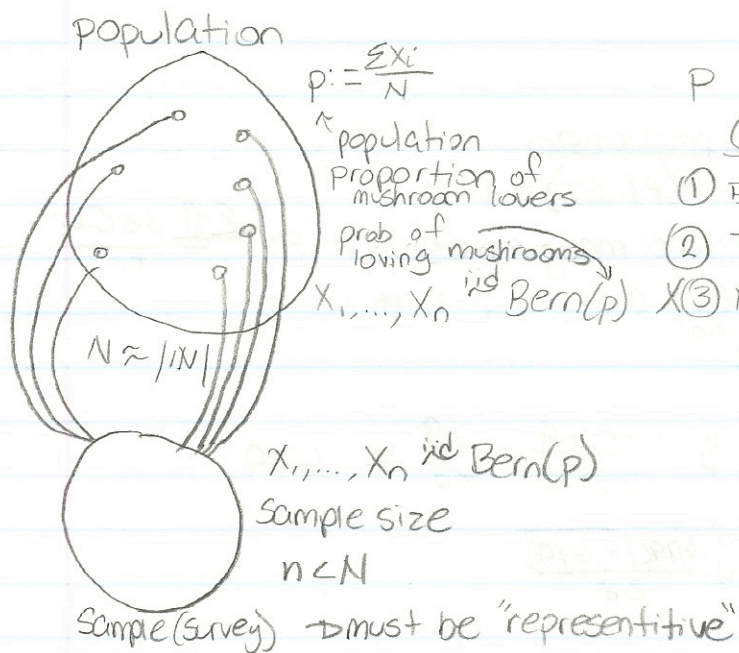 population
p := ΣXi/N
P
population
proportion of
mushroom lovers
①
prob of
loving mushrooms
②
X₁,...,Xₙ iid Bern(p)
X③
N ≈ |ℕ|
X₁,...,Xₙ iid Bern(p)
sample size
n < N
Sample (survey) → must be "representitive"